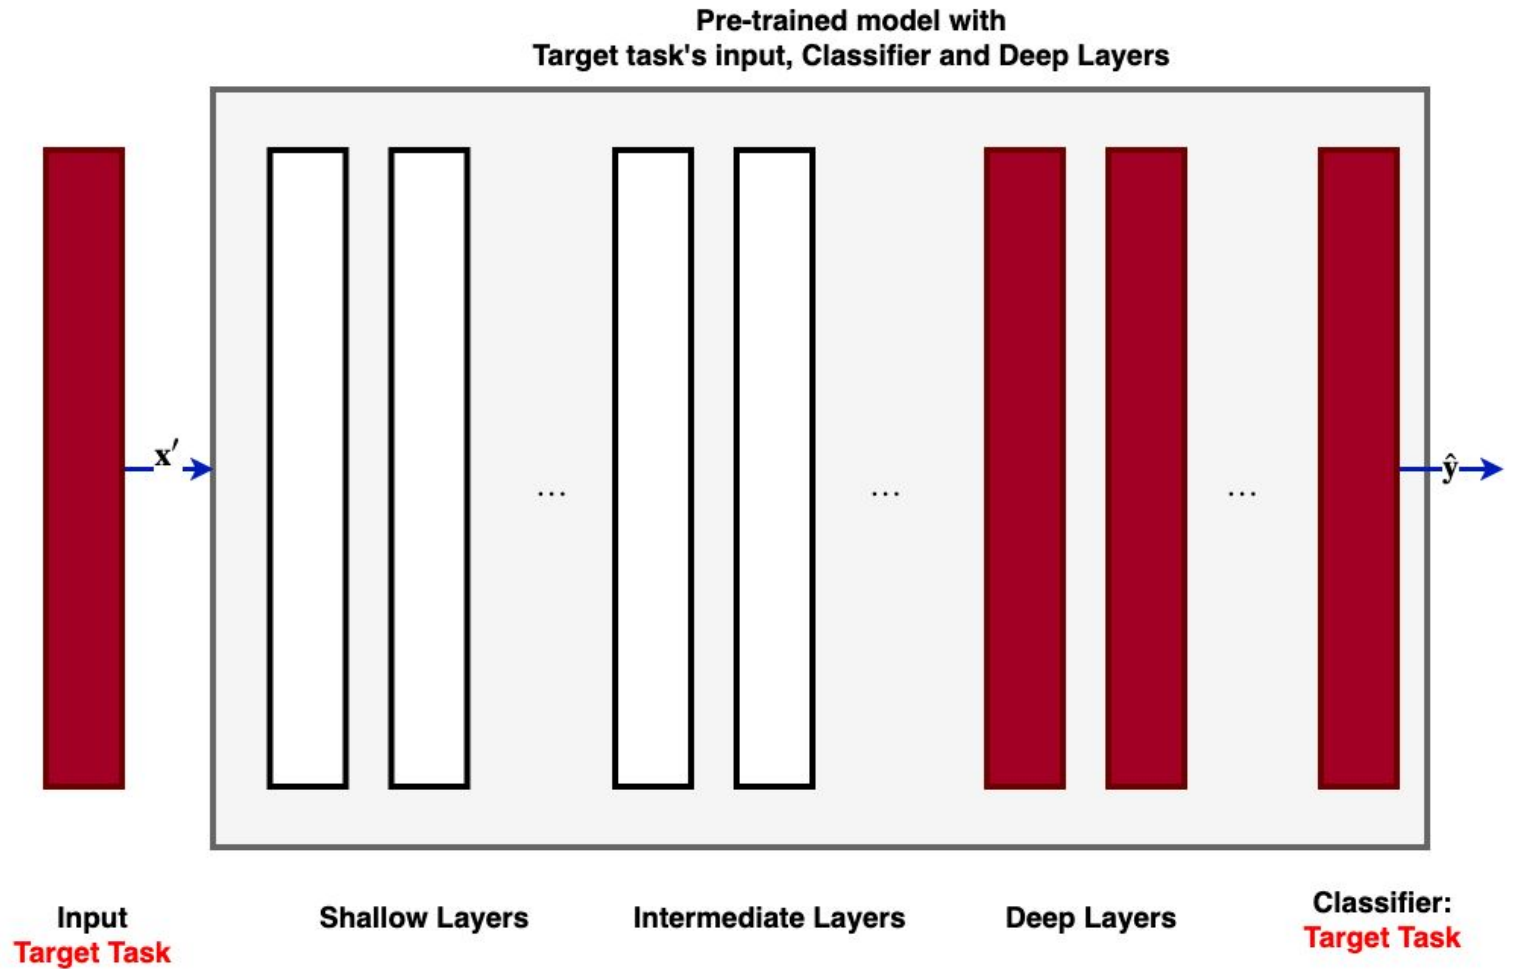 Pre-trained model with
Target task's input, Classifier and Deep Layers
x′
...
...
...
ŷ
Input
Target Task
Shallow Layers
Intermediate Layers
Deep Layers
Classifier:
Target Task